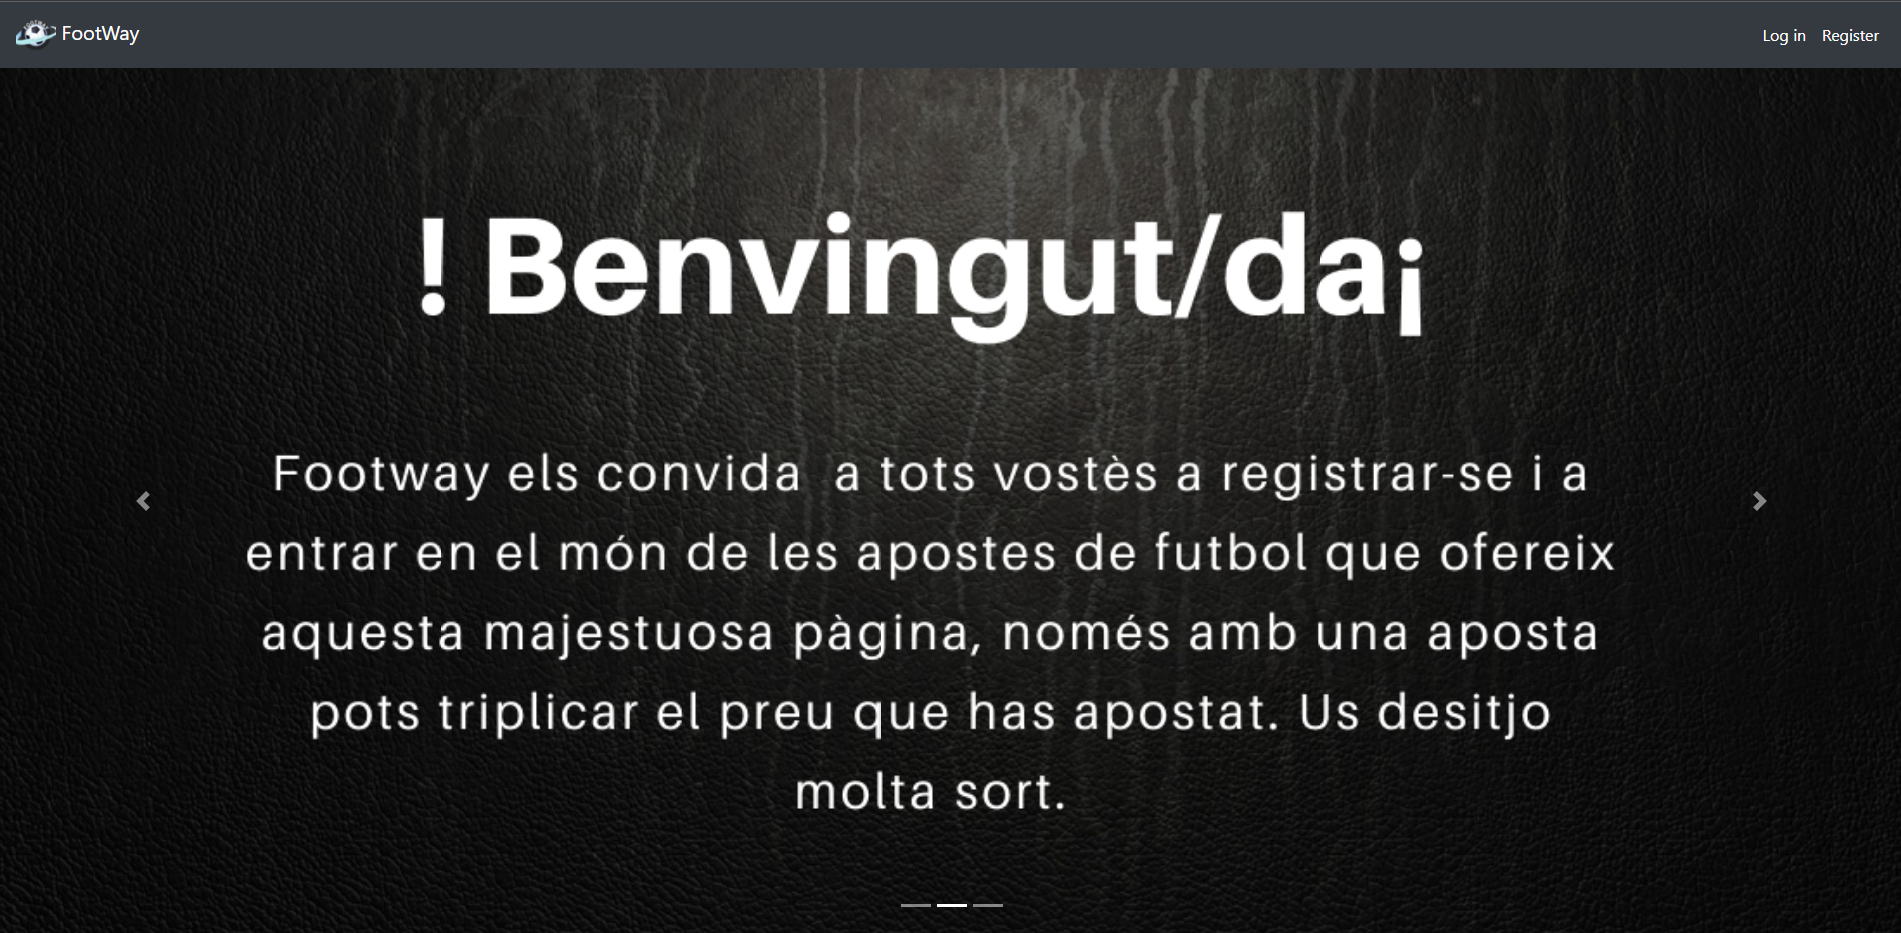 FootWay
Log in Register
! Benvingut/da¡
Footway els convida a tots vostès a registrar-se i a
entrar en el món de les apostes de futbol que ofereix
aquesta majestuosa pàgina, només amb una aposta
pots triplicar el preu que has apostat. Us desitjo
molta sort.